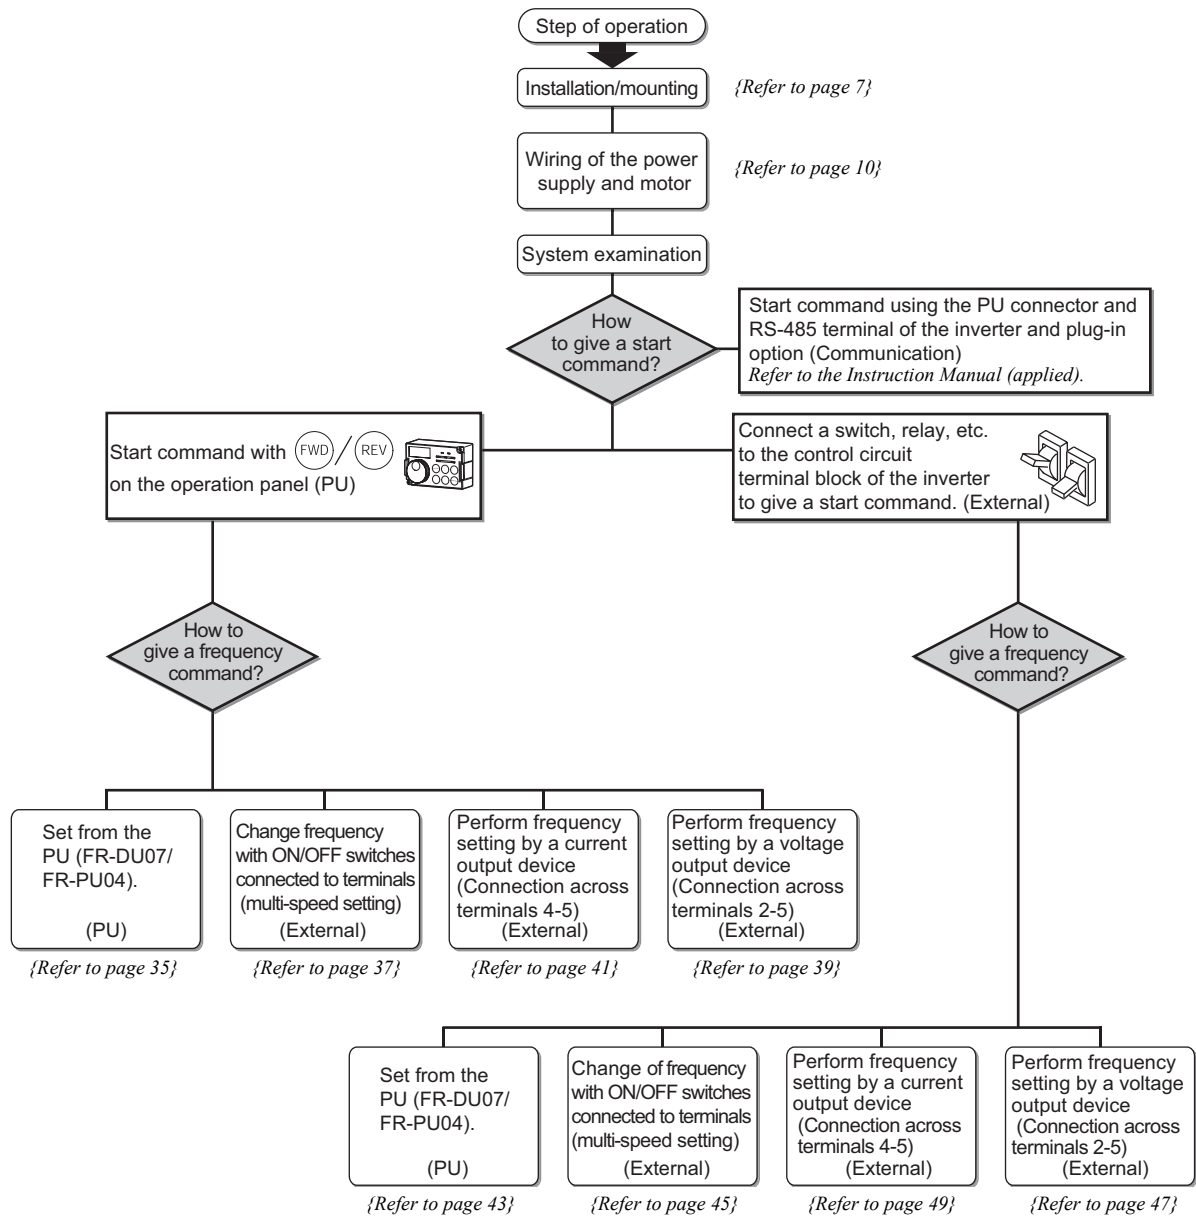 Step of operation
Installation/mounting
{Refer to page 7}
Wiring of the power
supply and motor
{Refer to page 10}
System examination
How
to give a start
command?
Start command using the PU connector and
RS-485 terminal of the inverter and plug-in
option (Communication)
Refer to the Instruction Manual (applied).
Start command with FWD / REV
on the operation panel (PU)
Connect a switch, relay, etc.
to the control circuit
terminal block of the inverter
to give a start command. (External)
How to
give a frequency
command?
How to
give a frequency
command?
Set from the
PU (FR-DU07/
FR-PU04).
(PU)
{Refer to page 35}
Change frequency
with ON/OFF switches
connected to terminals
(multi-speed setting)
(External)
{Refer to page 37}
Perform frequency
setting by a current
output device
(Connection across
terminals 4-5)
(External)
{Refer to page 41}
Perform frequency
setting by a voltage
output device
(Connection across
terminals 2-5)
(External)
{Refer to page 39}
Set from the
PU (FR-DU07/
FR-PU04).
(PU)
{Refer to page 43}
Change of frequency
with ON/OFF switches
connected to terminals
(multi-speed setting)
(External)
{Refer to page 45}
Perform frequency
setting by a current
output device
(Connection across
terminals 4-5)
(External)
{Refer to page 49}
Perform frequency
setting by a voltage
output device
(Connection across
terminals 2-5)
(External)
{Refer to page 47}